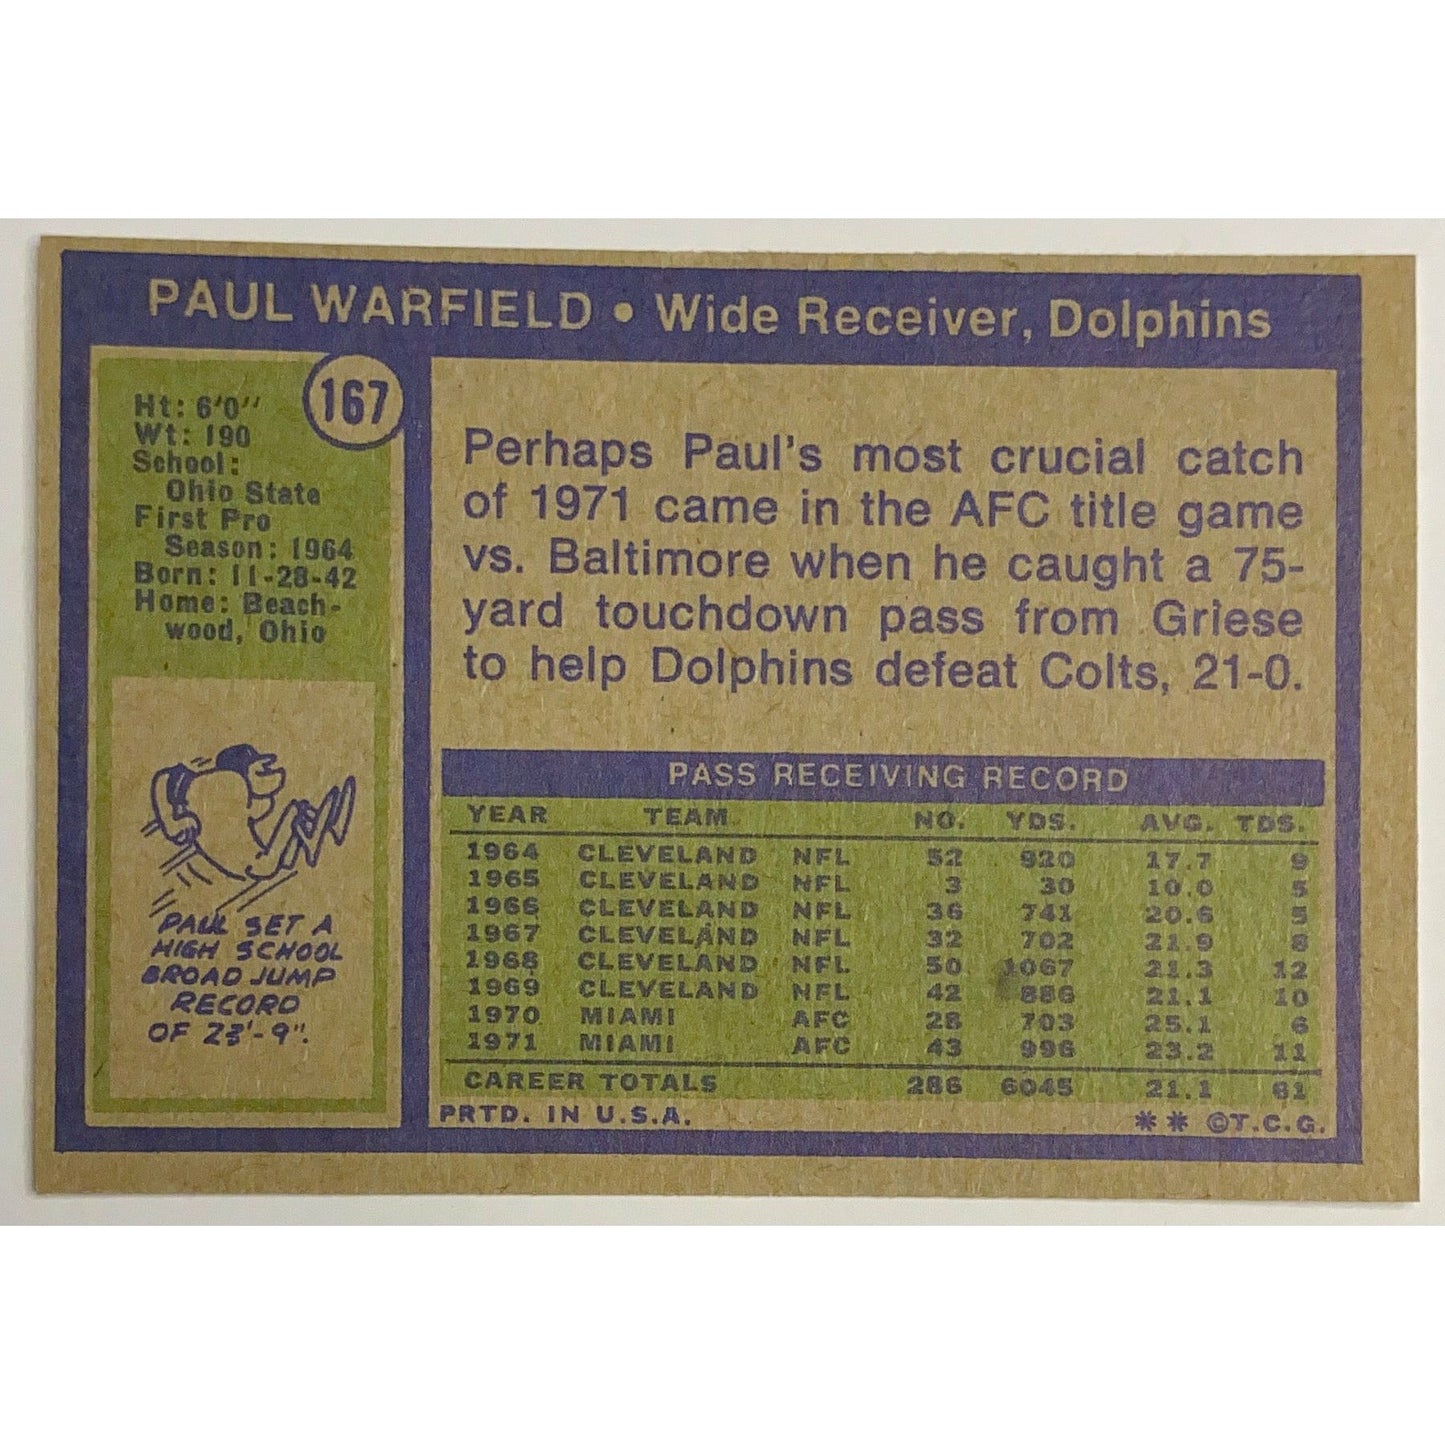 PAUL WARFIELD • Wide Receiver, Dolphins
167
Ht: 6'0"
Wt: 190
School:
Ohio State
First Pro
Season: 1964
Born: 11-28-42
Home: Beach-
wood, Ohio
PAUL SET A
HIGH SCHOOL
BROAD JUMP
RECORD
OF 23'-9".
Perhaps Paul's most crucial catch
of 1971 came in the AFC title game
vs. Baltimore when he caught a 75-
yard touchdown pass from Griese
to help Dolphins defeat Colts, 21-0.
PASS RECEIVING RECORD
YEAR TEAM NO. YDS. AVG. TDS.
1964 CLEVELAND NFL 52 920 17.7 9
1965 CLEVELAND NFL 3 30 10.0 5
1966 CLEVELAND NFL 36 741 20.6 5
1967 CLEVELAND NFL 32 702 21.9 8
1968 CLEVELAND NFL 50 1067 21.3 12
1969 CLEVELAND NFL 42 886 21.1 10
1970 MIAMI AFC 28 703 25.1 6
1971 MIAMI AFC 43 996 23.2 11
CAREER TOTALS 286 6045 21.1 61
PRTD. IN U.S.A. ** ©T.C.G.